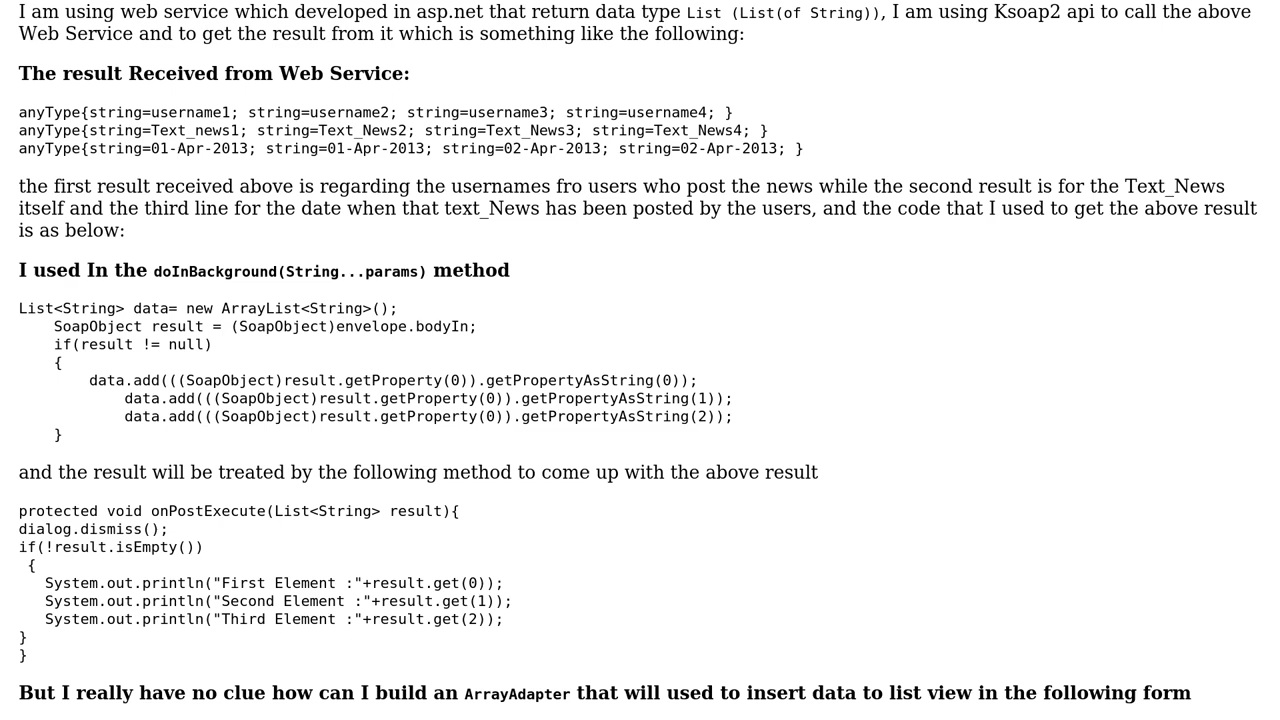 I am using web service which developed in asp.net that return data type List (List(of String)), I am using Ksoap2 api to call the above
Web Service and to get the result from it which is something like the following:
The result Received from Web Service:
anyType{string=username1; string=username2; string=username3; string=username4; }
anyType{string=Text_news1; string=Text_News2; string=Text_News3; string=Text_News4; }
anyType{string=01-Apr-2013; string=01-Apr-2013; string=02-Apr-2013; string=02-Apr-2013; }
the first result received above is regarding the usernames fro users who post the news while the second result is for the Text_News
itself and the third line for the date when that text_News has been posted by the users, and the code that I used to get the above result
is as below:
I used In the doInBackground(String...params) method
List<String> data= new ArrayList<String>();
    SoapObject result = (SoapObject)envelope.bodyIn;
    if(result != null)
    {
        data.add(((SoapObject)result.getProperty(0)).getPropertyAsString(0));
            data.add(((SoapObject)result.getProperty(0)).getPropertyAsString(1));
            data.add(((SoapObject)result.getProperty(0)).getPropertyAsString(2));
    }
and the result will be treated by the following method to come up with the above result
protected void onPostExecute(List<String> result){
dialog.dismiss();
if(!result.isEmpty())
 {
   System.out.println("First Element :"+result.get(0));
   System.out.println("Second Element :"+result.get(1));
   System.out.println("Third Element :"+result.get(2));
}
}
But I really have no clue how can I build an ArrayAdapter that will used to insert data to list view in the following form